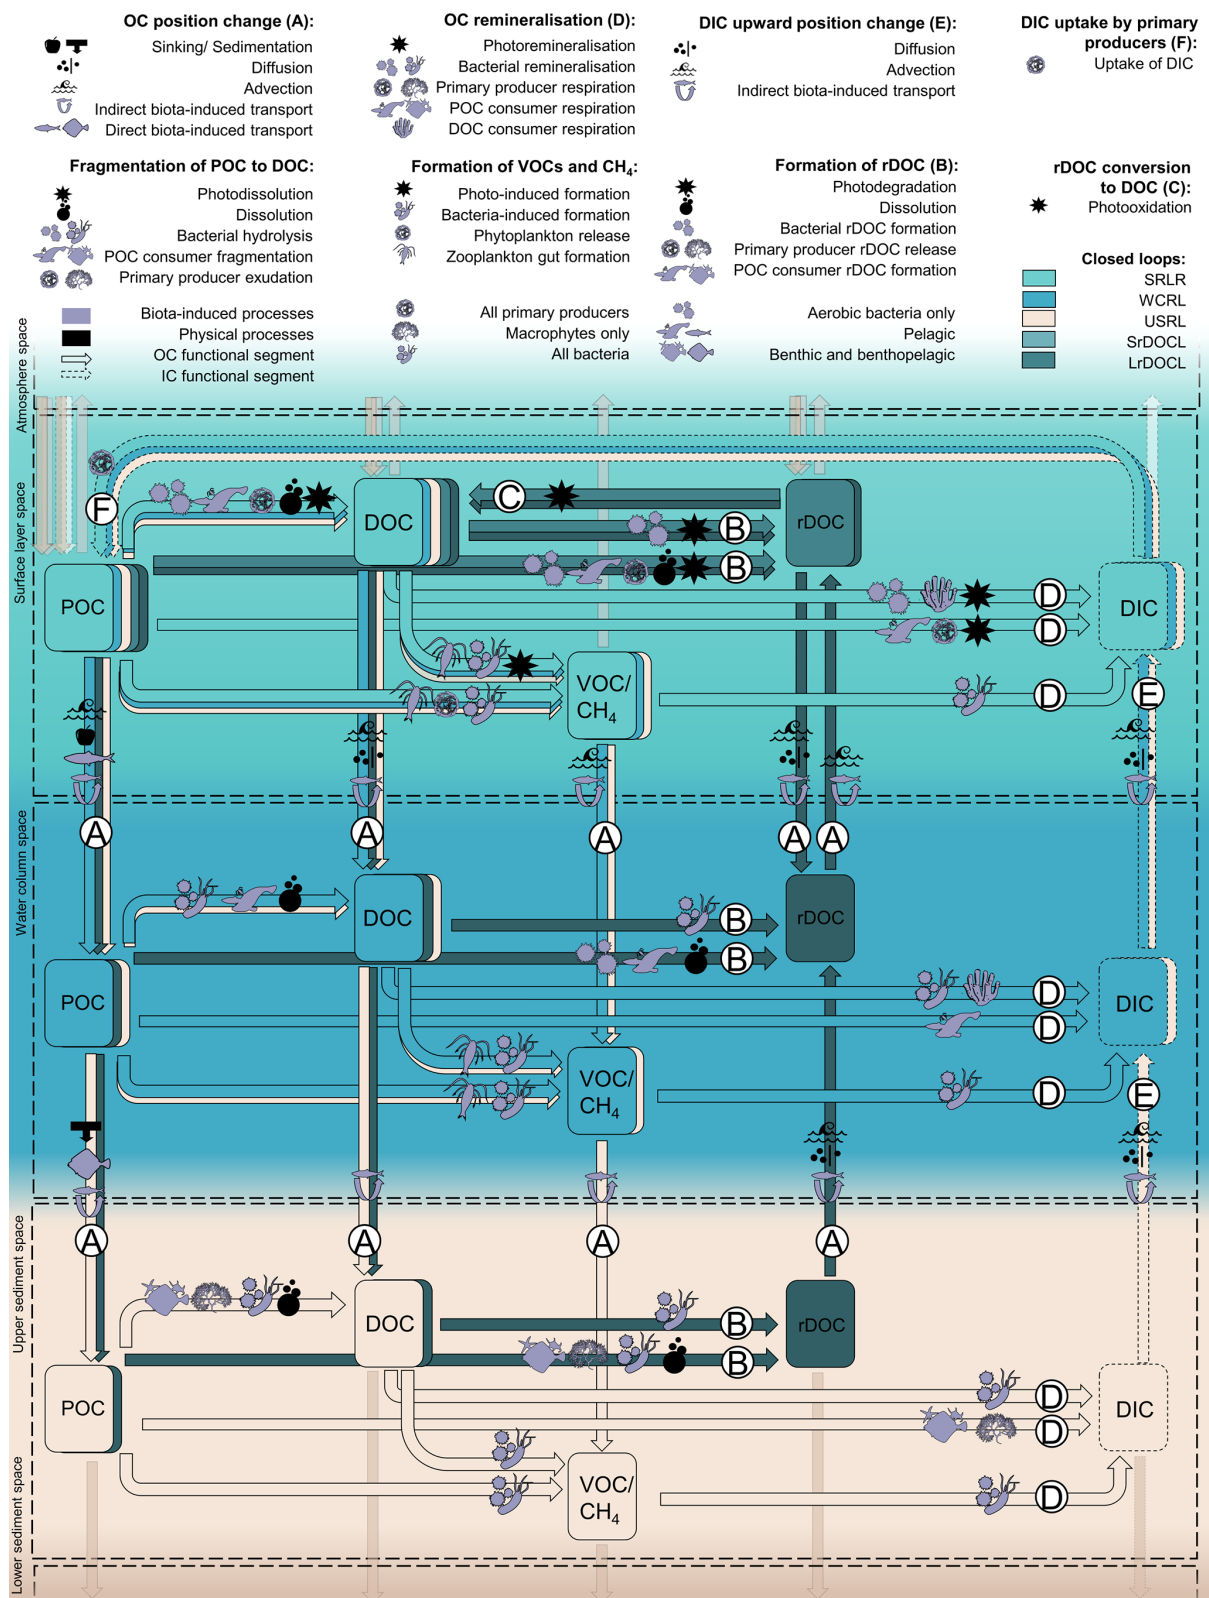 OC position change (A):
Sinking/ Sedimentation
Diffusion
Advection
Indirect biota-induced transport
Direct biota-induced transport
OC remineralisation (D):
Photoremineralisation
Bacterial remineralisation
Primary producer respiration
POC consumer respiration
DOC consumer respiration
DIC upward position change (E):
Diffusion
Advection
Indirect biota-induced transport
DIC uptake by primary
producers (F):
Uptake of DIC
Fragmentation of POC to DOC:
Photodissolution
Dissolution
Bacterial hydrolysis
POC consumer fragmentation
Primary producer exudation
Formation of VOCs and CH4:
Photo-induced formation
Bacteria-induced formation
Phytoplankton release
Zooplankton gut formation
Formation of rDOC (B):
Photodegradation
Dissolution
Bacterial rDOC formation
Primary producer rDOC release
POC consumer rDOC formation
rDOC conversion
to DOC (C):
Photooxidation
Biota-induced processes
Physical processes
OC functional segment
IC functional segment
All primary producers
Macrophytes only
All bacteria
Aerobic bacteria only
Pelagic
Benthic and benthopelagic
Closed loops:
SRLR
WCRL
USRL
SrDOCL
LrDOCL
Atmosphere space
Surface layer space
F
DOC
C
rDOC
B
B
POC
D
DIC
D
VOC/
CH4
D
E
Water column space
A
A
A
A
A
DOC
B
rDOC
B
POC
D
DIC
D
VOC/
CH4
D
E
Upper sediment space
A
A
A
A
DOC
B
rDOC
B
POC
D
DIC
D
VOC/
CH4
D
Lower sediment space